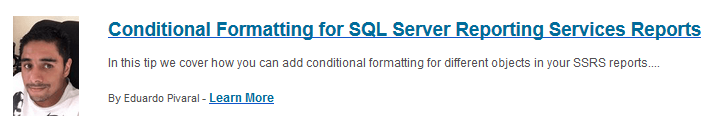 Conditional Formatting for SQL Server Reporting Services Reports
In this tip we cover how you can add conditional formatting for different objects in your SSRS reports....
By Eduardo Pivaral - Learn More